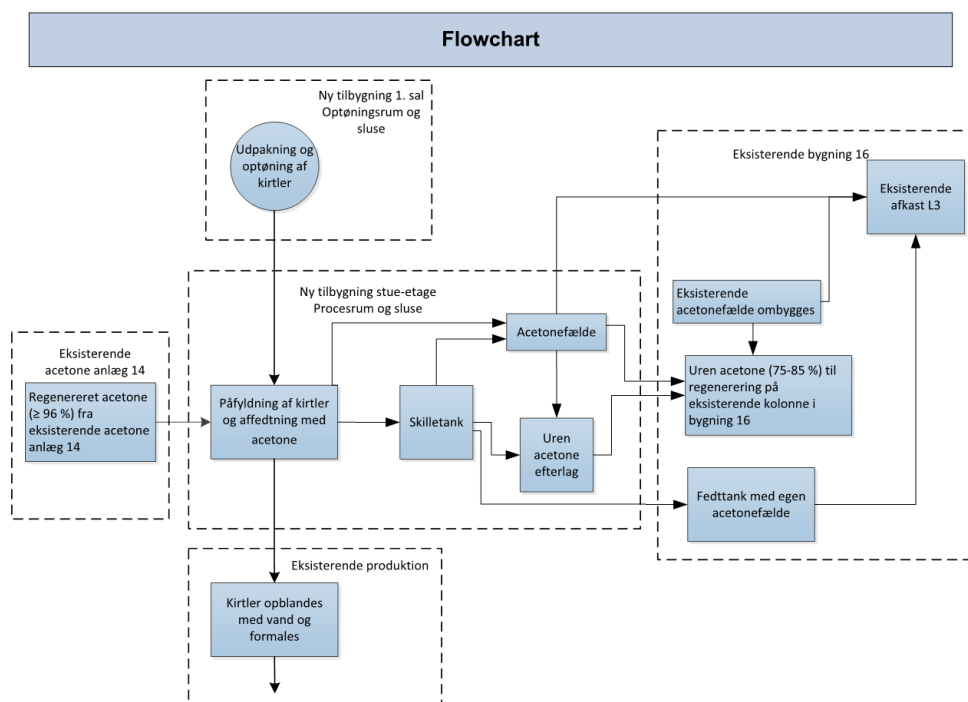 Flowchart
Ny tilbygning 1. sal
Optøningsrum og
sluse
Udpakning og
optøning af
kirtler
Eksisterende bygning 16
Eksisterende
afkast L3
Ny tilbygning stue-etage
Procesrum og sluse
Eksisterende
acetonefælde ombygges
Acetonefælde
Eksisterende
acetone anlæg 14
Regenereret acetone
(≥ 96 %) fra
eksisterende acetone
anlæg 14
Påfyldning af kirtler
og affedtning med
acetone
Skilletank
Uren
acetone
efterlag
Uren acetone (75-85 %) til
regenerering på
eksisterende kolonne i
bygning 16
Fedttank med egen
acetonefælde
Eksisterende produktion
Kirtler opblandes
med vand og
formales